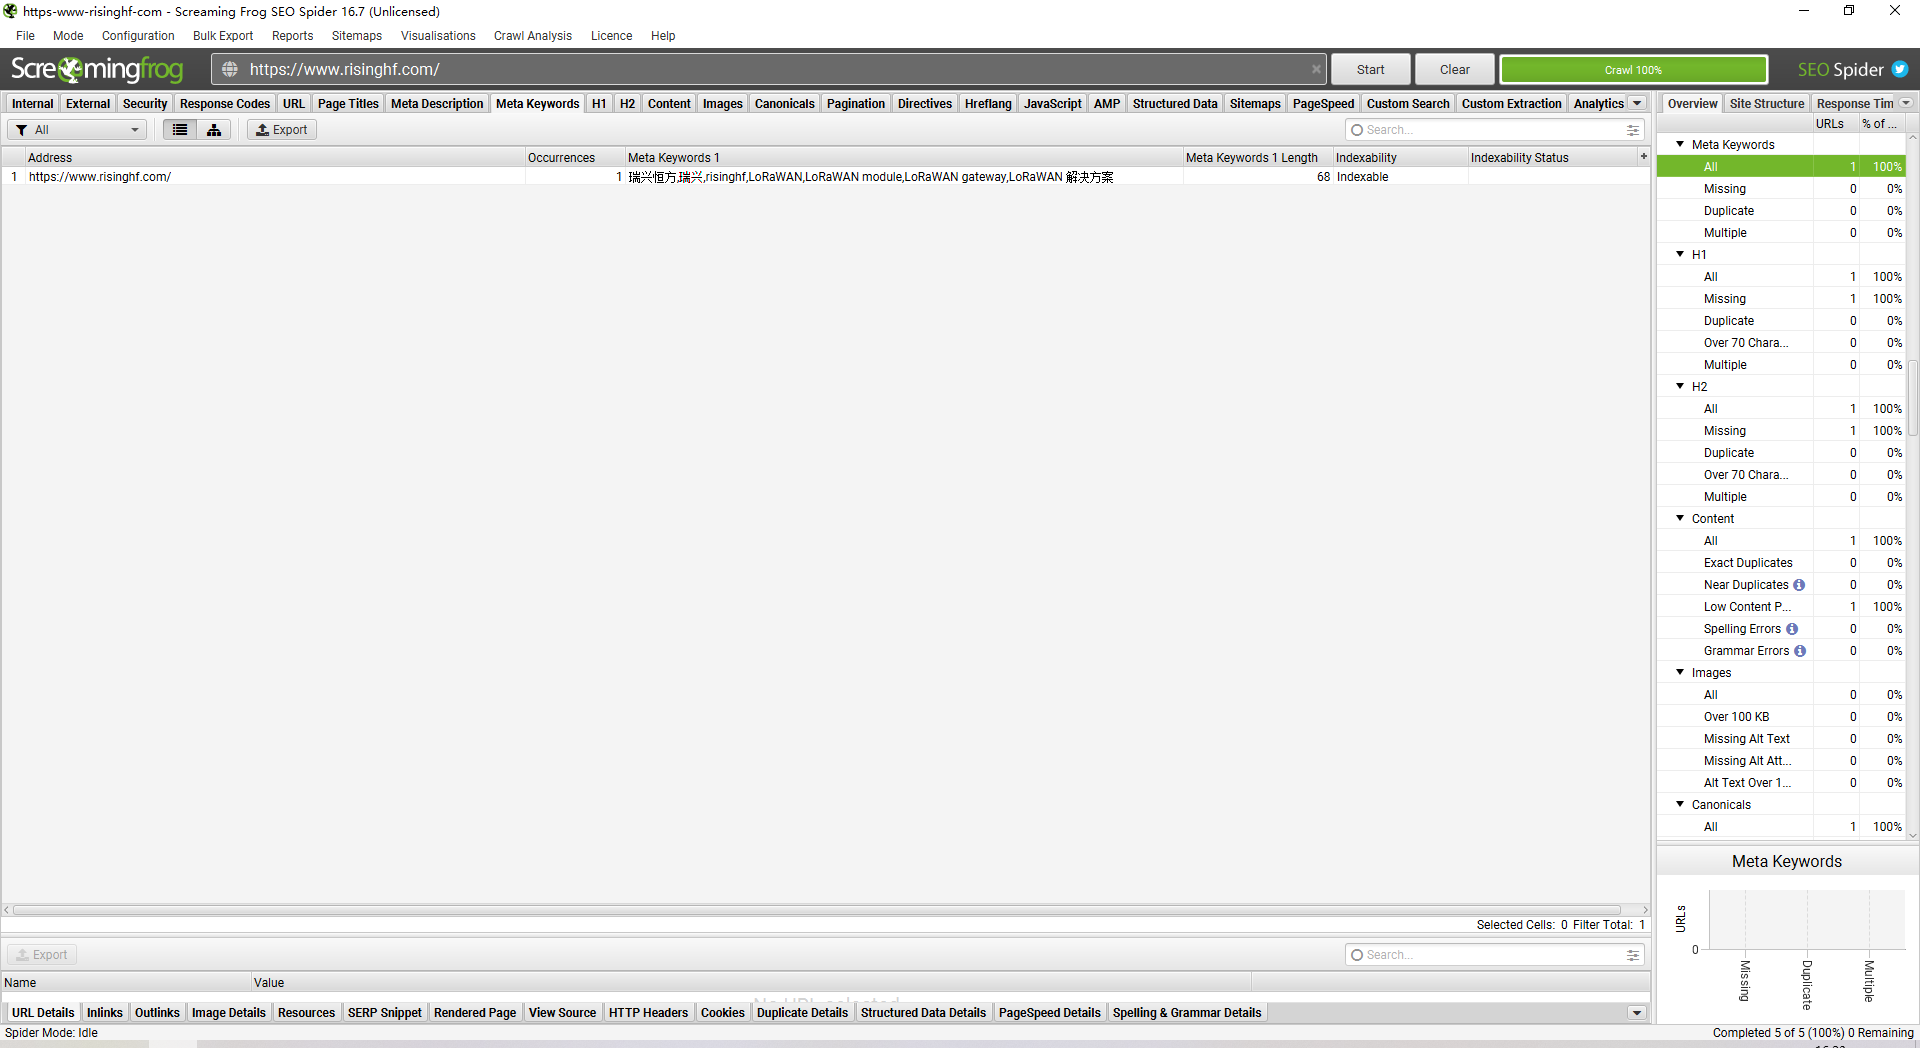 https-www-risinghf-com - Screaming Frog SEO Spider 16.7 (Unlicensed)
File Mode Configuration Bulk Export Reports Sitemaps Visualisations Crawl Analysis Licence Help
Screamingfrog https://www.risinghf.com/ Start Clear Crawl 100% SEO Spider
Internal External Security Response Codes URL Page Titles Meta Description Meta Keywords H1 H2 Content Images Canonicals Pagination Directives Hreflang JavaScript AMP Structured Data Sitemaps PageSpeed Custom Search Custom Extraction Analytics
All Export Search...
Address Occurrences Meta Keywords 1 Meta Keywords 1 Length Indexability Indexability Status +
1 https://www.risinghf.com/ 1 瑞兴恒方,瑞兴,risinghf,LoRaWAN,LoRaWAN module,LoRaWAN gateway,LoRaWAN 解决方案 68 Indexable
Selected Cells: 0 Filter Total: 1
Export Search...
Name Value
No URL selected
URL Details Inlinks Outlinks Image Details Resources SERP Snippet Rendered Page View Source HTTP Headers Cookies Duplicate Details Structured Data Details PageSpeed Details Spelling & Grammar Details
Spider Mode: Idle
Overview Site Structure Response Tim
URLs % of ...
Meta Keywords
All 1 100%
Missing 0 0%
Duplicate 0 0%
Multiple 0 0%
H1
All 1 100%
Missing 1 100%
Duplicate 0 0%
Over 70 Chara... 0 0%
Multiple 0 0%
H2
All 1 100%
Missing 1 100%
Duplicate 0 0%
Over 70 Chara... 0 0%
Multiple 0 0%
Content
All 1 100%
Exact Duplicates 0 0%
Near Duplicates 0 0%
Low Content P... 1 100%
Spelling Errors 0 0%
Grammar Errors 0 0%
Images
All 0 0%
Over 100 KB 0 0%
Missing Alt Text 0 0%
Missing Alt Att... 0 0%
Alt Text Over 1... 0 0%
Canonicals
All 1 100%
Meta Keywords
URLs
0
Missing
Duplicate
Multiple
Completed 5 of 5 (100%) 0 Remaining